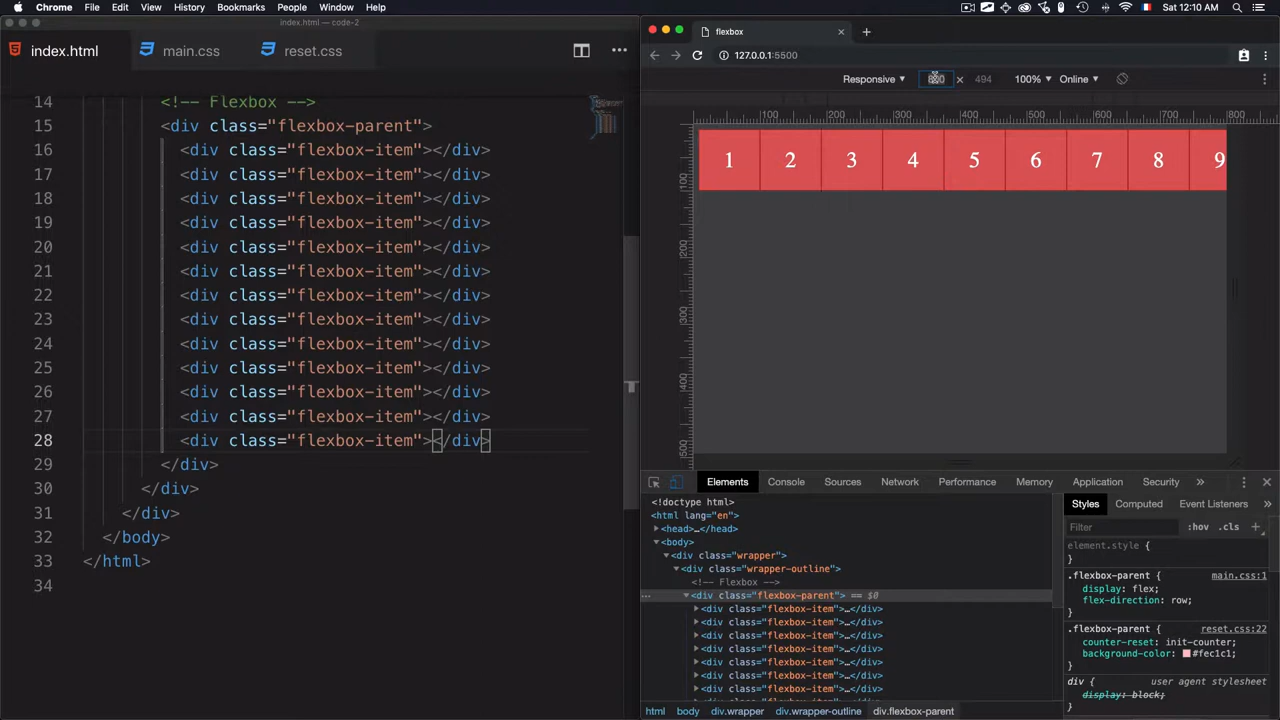 Chrome File Edit View History Bookmarks People Window Help Sat 12:10 AM
index.html — code-2
index.html main.css reset.css
14 <!-- Flexbox -->
15 <div class="flexbox-parent">
16 <div class="flexbox-item"></div>
17 <div class="flexbox-item"></div>
18 <div class="flexbox-item"></div>
19 <div class="flexbox-item"></div>
20 <div class="flexbox-item"></div>
21 <div class="flexbox-item"></div>
22 <div class="flexbox-item"></div>
23 <div class="flexbox-item"></div>
24 <div class="flexbox-item"></div>
25 <div class="flexbox-item"></div>
26 <div class="flexbox-item"></div>
27 <div class="flexbox-item"></div>
28 <div class="flexbox-item"></div>
29 </div>
30 </div>
31 </div>
32 </body>
33 </html>
34
flexbox
127.0.0.1:5500
Responsive × 494 100% Online
100 200 300 400 500 600 700 800
1 2 3 4 5 6 7 8 9
100
200
300
400
500
Elements Console Sources Network Performance Memory Application Security »
<!doctype html>
<html lang="en">
<head>…</head>
<body>
<div class="wrapper">
<div class="wrapper-outline">
<!-- Flexbox -->
… <div class="flexbox-parent"> == $0
<div class="flexbox-item">…</div>
<div class="flexbox-item">…</div>
<div class="flexbox-item">…</div>
<div class="flexbox-item">…</div>
<div class="flexbox-item">…</div>
<div class="flexbox-item">…</div>
<div class="flexbox-item">…</div>
html body div.wrapper div.wrapper-outline div.flexbox-parent
Styles Computed Event Listeners »
Filter :hov .cls +
element.style {
}
.flexbox-parent { main.css:1
display: flex;
flex-direction: row;
}
.flexbox-parent { reset.css:22
counter-reset: init-counter;
background-color: #fec1c1;
}
div { user agent stylesheet
display: block;
}